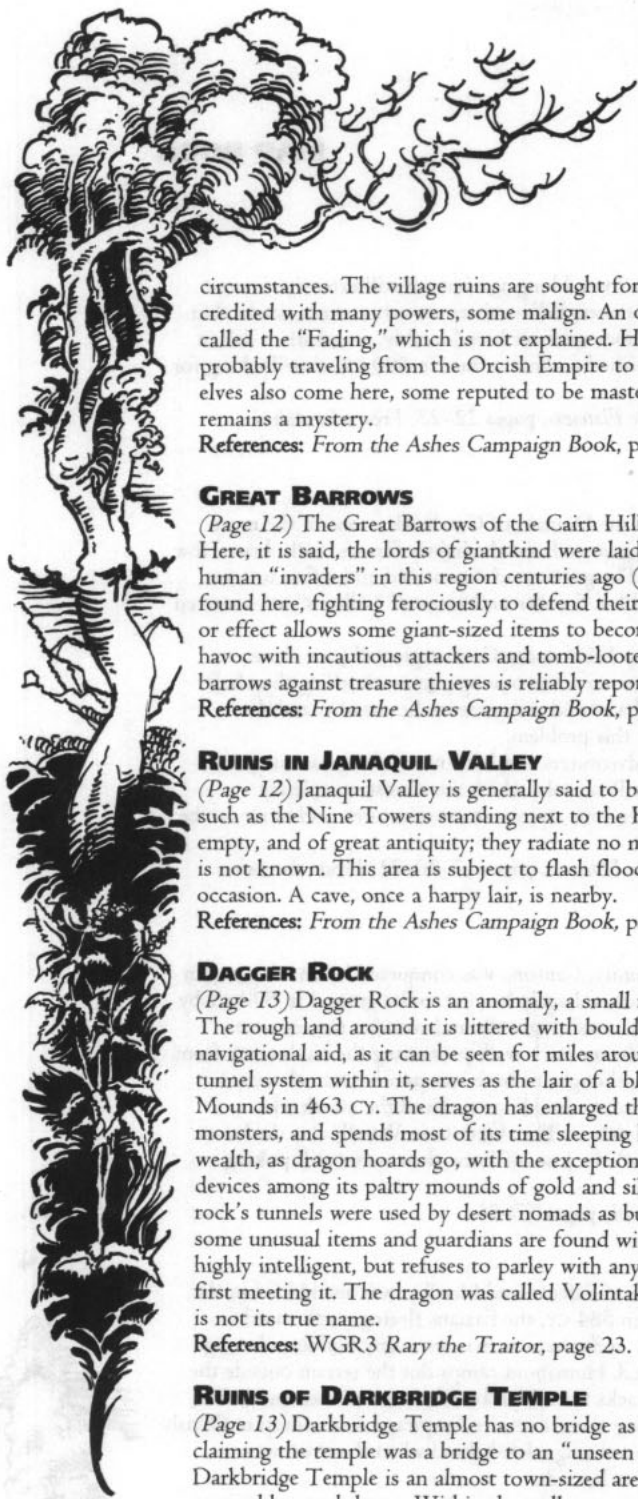 circumstances. The village ruins are sought for
credited with many powers, some malign. An o
called the “Fading,” which is not explained. H
probably traveling from the Orcish Empire to
elves also come here, some reputed to be maste
remains a mystery.
References: From the Ashes Campaign Book, p
GREAT BARROWS
(Page 12) The Great Barrows of the Cairn Hill
Here, it is said, the lords of giantkind were laid
human “invaders” in this region centuries ago (
found here, fighting ferociously to defend their
or effect allows some giant-sized items to becom
havoc with incautious attackers and tomb-loote
barrows against treasure thieves is reliably repor
References: From the Ashes Campaign Book, p
RUINS IN JANAQUIL VALLEY
(Page 12) Janaquil Valley is generally said to be
such as the Nine Towers standing next to the
empty, and of great antiquity; they radiate no m
is not known. This area is subject to flash flood
occasion. A cave, once a harpy lair, is nearby.
References: From the Ashes Campaign Book, p
DAGGER ROCK
(Page 13) Dagger Rock is an anomaly, a small
The rough land around it is littered with bould
navigational aid, as it can be seen for miles arou
tunnel system within it, serves as the lair of a bl
Mounds in 463 CY. The dragon has enlarged th
monsters, and spends most of its time sleeping
wealth, as dragon hoards go, with the exception
devices among its paltry mounds of gold and sil
rock’s tunnels were used by desert nomads as bu
some unusual items and guardians are found wi
highly intelligent, but refuses to parley with any
first meeting it. The dragon was called Volintak
is not its true name.
References: WGR3 Rary the Traitor, page 23.
RUINS OF DARKBRIDGE TEMPLE
(Page 13) Darkbridge Temple has no bridge as
claiming the temple was a bridge to an “unseen
Darkbridge Temple is an almost town-sized are